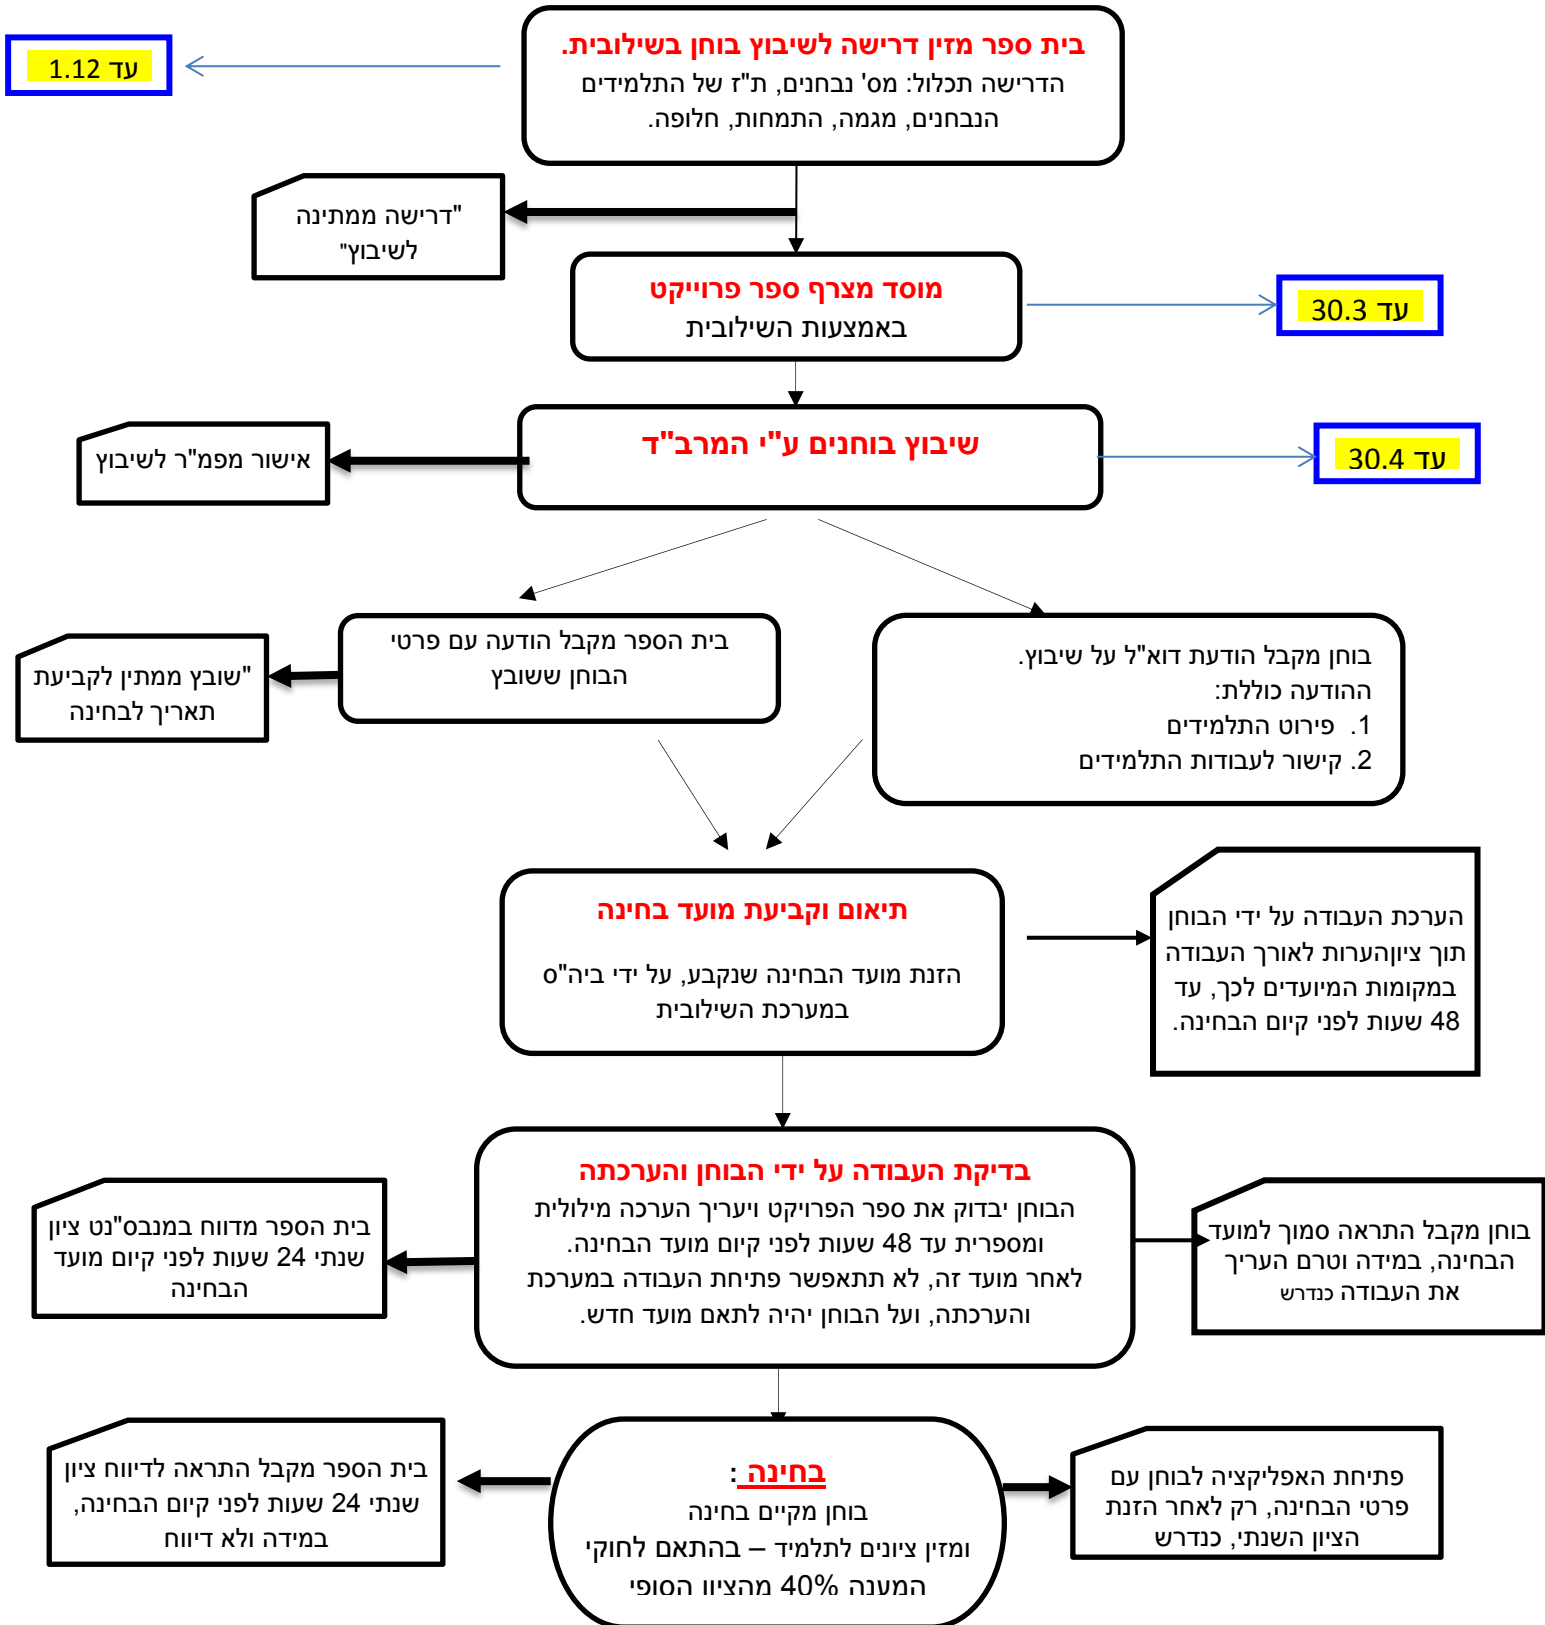 בית ספר מזין דרישה לשיבוץ בוחן בשילובית.
הדרישה תכלול: מס' נבחנים, ת"ז של התלמידים
הנבחנים, מגמה, התמחות, חלופה.
עד 1.12
"דרישה ממתינה
לשיבוץ"
מוסד מצרף ספר פרוייקט
באמצעות השילובית
עד 30.3
שיבוץ בוחנים ע"י המרב"ד
עד 30.4
אישור מפמ"ר לשיבוץ
בוחן מקבל הודעת דוא"ל על שיבוץ.
ההודעה כוללת:
1. פירוט התלמידים
2. קישור לעבודות התלמידים
בית הספר מקבל הודעה עם פרטי
הבוחן ששובץ
"שובץ ממתין לקביעת
תאריך לבחינה
תיאום וקביעת מועד בחינה
הזנת מועד הבחינה שנקבע, על ידי ביה"ס
במערכת השילובית
הערכת העבודה על ידי הבוחן
תוך ציוןהערות לאורך העבודה
במקומות המיועדים לכך, עד
48 שעות לפני קיום הבחינה.
בדיקת העבודה על ידי הבוחן והערכתה
הבוחן יבדוק את ספר הפרויקט ויעריך הערכה מילולית
ומספרית עד 48 שעות לפני קיום מועד הבחינה.
לאחר מועד זה, לא תתאפשר פתיחת העבודה במערכת
והערכתה, ועל הבוחן יהיה לתאם מועד חדש.
בוחן מקבל התראה סמוך למועד
הבחינה, במידה וטרם העריך
את העבודה כנדרש
בית הספר מדווח במנבס"נט ציון
שנתי 24 שעות לפני קיום מועד
הבחינה
בחינה :
בוחן מקיים בחינה
ומזין ציונים לתלמיד – בהתאם לחוקי
המענה 40% מהציון הסופי
פתיחת האפליקציה לבוחן עם
פרטי הבחינה, רק לאחר הזנת
הציון השנתי, כנדרש
בית הספר מקבל התראה לדיווח ציון
שנתי 24 שעות לפני קיום הבחינה,
במידה ולא דיווח